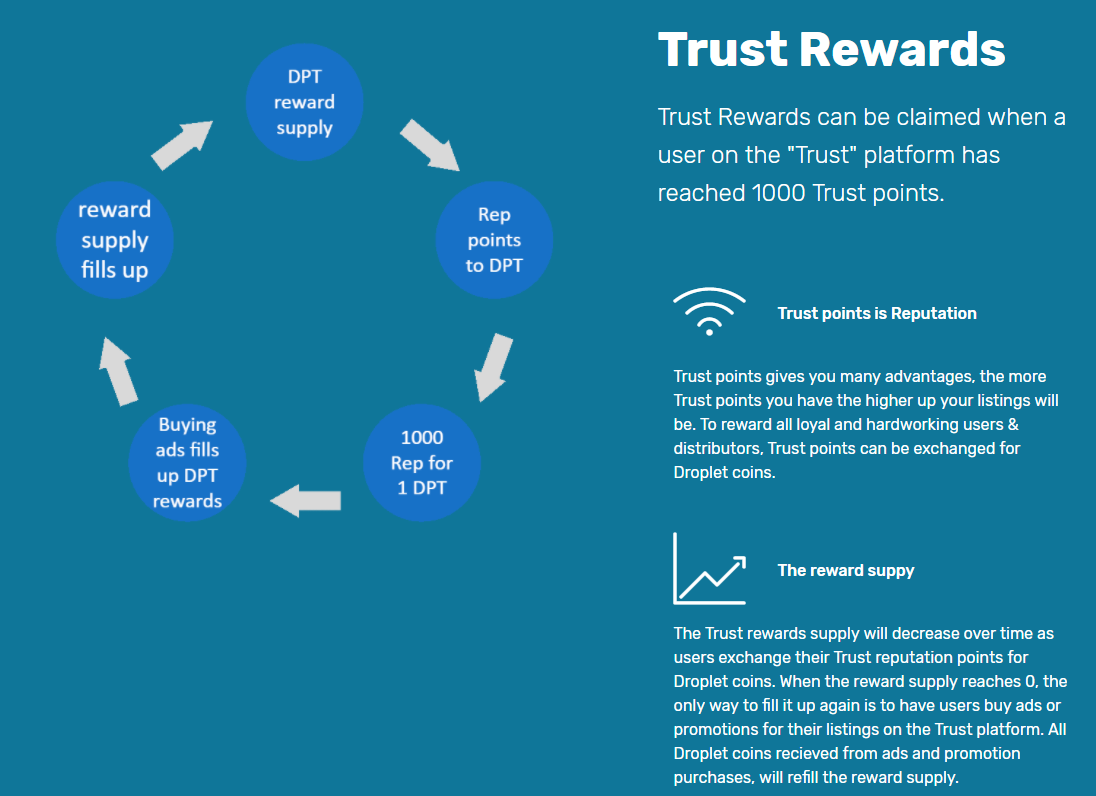 DPT
reward
supply
Rep
points
to DPT
1000
Rep for
1 DPT
Buying
ads fills
up DPT
rewards
reward
supply
fills up
Trust Rewards
Trust Rewards can be claimed when a
user on the "Trust" platform has
reached 1000 Trust points.
Trust points is Reputation
Trust points gives you many advantages, the more
Trust points you have the higher up your listings will
be. To reward all loyal and hardworking users &
distributors, Trust points can be exchanged for
Droplet coins.
The reward suppy
The Trust rewards supply will decrease over time as
users exchange their Trust reputation points for
Droplet coins. When the reward supply reaches 0, the
only way to fill it up again is to have users buy ads or
promotions for their listings on the Trust platform. All
Droplet coins recieved from ads and promotion
purchases, will refill the reward supply.